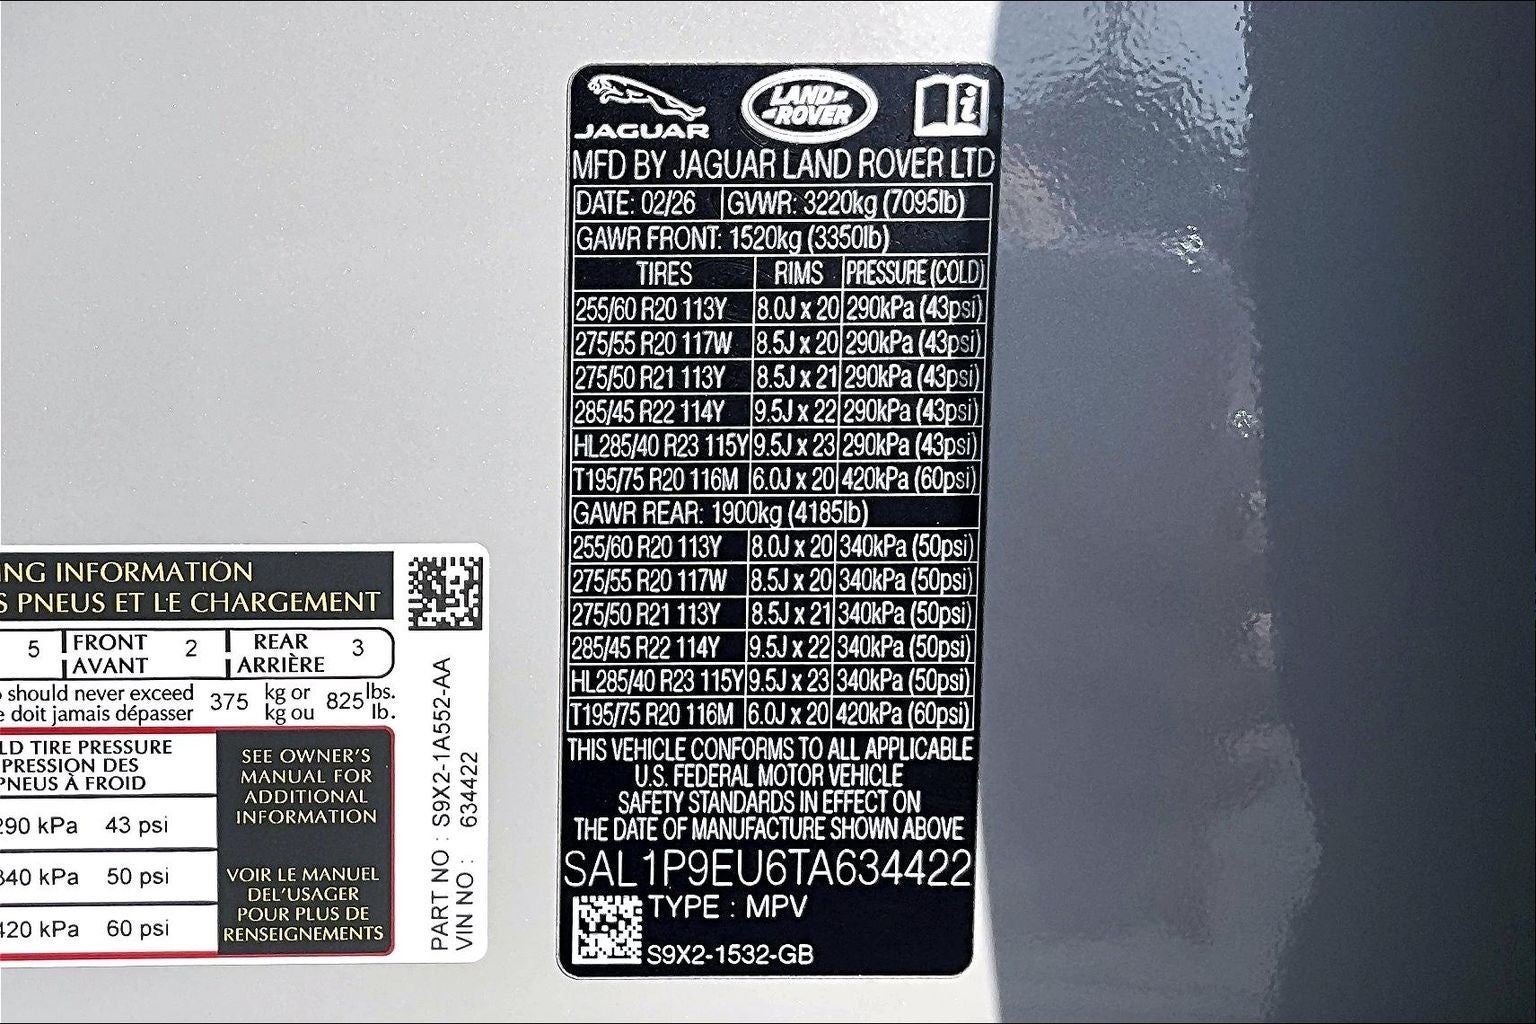 JAGUAR
LAND-
-ROVER
i
MFD BY JAGUAR LAND ROVER LTD
DATE: 02/26 GVWR: 3220kg (7095lb)
GAWR FRONT: 1520kg (3350lb)
TIRES RIMS PRESSURE (COLD)
255/60 R20 113Y 8.0J x 20 290kPa (43psi)
275/55 R20 117W 8.5J x 20 290kPa (43psi)
275/50 R21 113Y 8.5J x 21 290kPa (43psi)
285/45 R22 114Y 9.5J x 22 290kPa (43psi)
HL285/40 R23 115Y 9.5J x 23 290kPa (43psi)
T195/75 R20 116M 6.0J x 20 420kPa (60psi)
GAWR REAR: 1900kg (4185lb)
255/60 R20 113Y 8.0J x 20 340kPa (50psi)
275/55 R20 117W 8.5J x 20 340kPa (50psi)
275/50 R21 113Y 8.5J x 21 340kPa (50psi)
285/45 R22 114Y 9.5J x 22 340kPa (50psi)
HL285/40 R23 115Y 9.5J x 23 340kPa (50psi)
T195/75 R20 116M 6.0J x 20 420kPa (60psi)
THIS VEHICLE CONFORMS TO ALL APPLICABLE
U.S. FEDERAL MOTOR VEHICLE
SAFETY STANDARDS IN EFFECT ON
THE DATE OF MANUFACTURE SHOWN ABOVE
SAL1P9EU6TA634422
TYPE : MPV
S9X2-1532-GB
NG INFORMATION
S PNEUS ET LE CHARGEMENT
5 FRONT 2 REAR 3
AVANT ARRIÈRE
should never exceed 375 kg or 825 lbs.
e doit jamais dépasser kg ou lb.
LD TIRE PRESSURE
PRESSION DES
PNEUS À FROID
290 kPa 43 psi
340 kPa 50 psi
420 kPa 60 psi
SEE OWNER'S
MANUAL FOR
ADDITIONAL
INFORMATION
VOIR LE MANUEL
DEL'USAGER
POUR PLUS DE
RENSEIGNEMENTS
PART NO : S9X2-1A552-AA
VIN NO : 634422